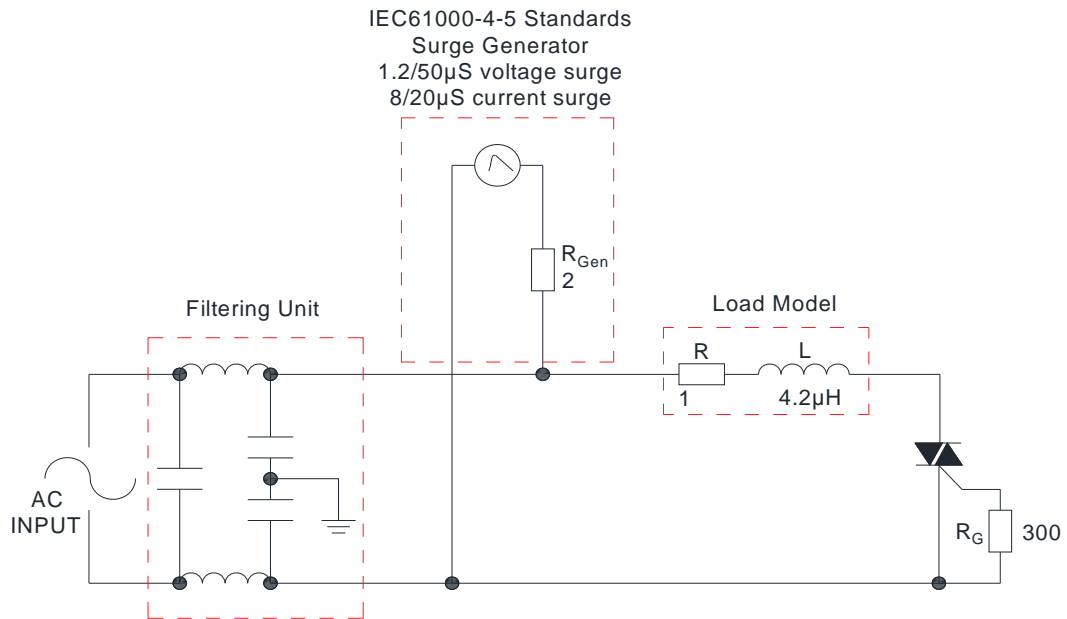 IEC61000-4-5 Standards
Surge Generator
1.2/50µS voltage surge
8/20µS current surge
R_Gen
2
Filtering Unit
Load Model
R
L
1
4.2µH
AC
INPUT
R_G
300